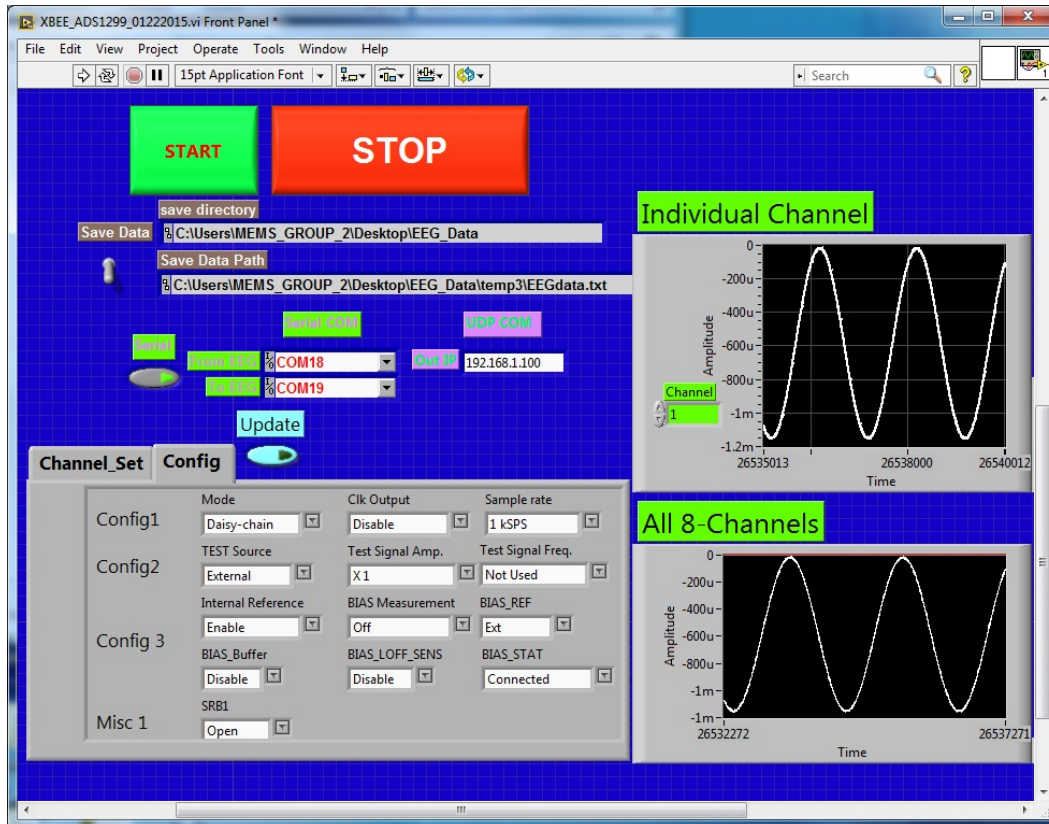 XBEE_ADS1299_01222015.vi Front Panel *
File Edit View Project Operate Tools Window Help
15pt Application Font
Search
1
START
STOP
save directory
Save Data
C:\Users\MEMS_GROUP_2\Desktop\EEG_Data
Save Data Path
C:\Users\MEMS_GROUP_2\Desktop\EEG_Data\temp3\EEGdata.txt
Serial COM
UDP COM
Serial
From EEG
COM18
Out IP
192.168.1.100
To EEG
COM19
Update
Channel_Set
Config
Config1
Mode
Clk Output
Sample rate
Daisy-chain
Disable
1 kSPS
Config2
TEST Source
Test Signal Amp.
Test Signal Freq.
External
X 1
Not Used
Config 3
Internal Reference
BIAS Measurement
BIAS_REF
Enable
Off
Ext
BIAS_Buffer
BIAS_LOFF_SENS
BIAS_STAT
Disable
Disable
Connected
Misc 1
SRB1
Open
Individual Channel
Amplitude
0
-200u
-400u
-600u
-800u
-1m
-1.2m
Channel
1
26535013
26538000
26540012
Time
All 8-Channels
Amplitude
0
-200u
-400u
-600u
-800u
-1m
-1m
26532272
26537271
Time